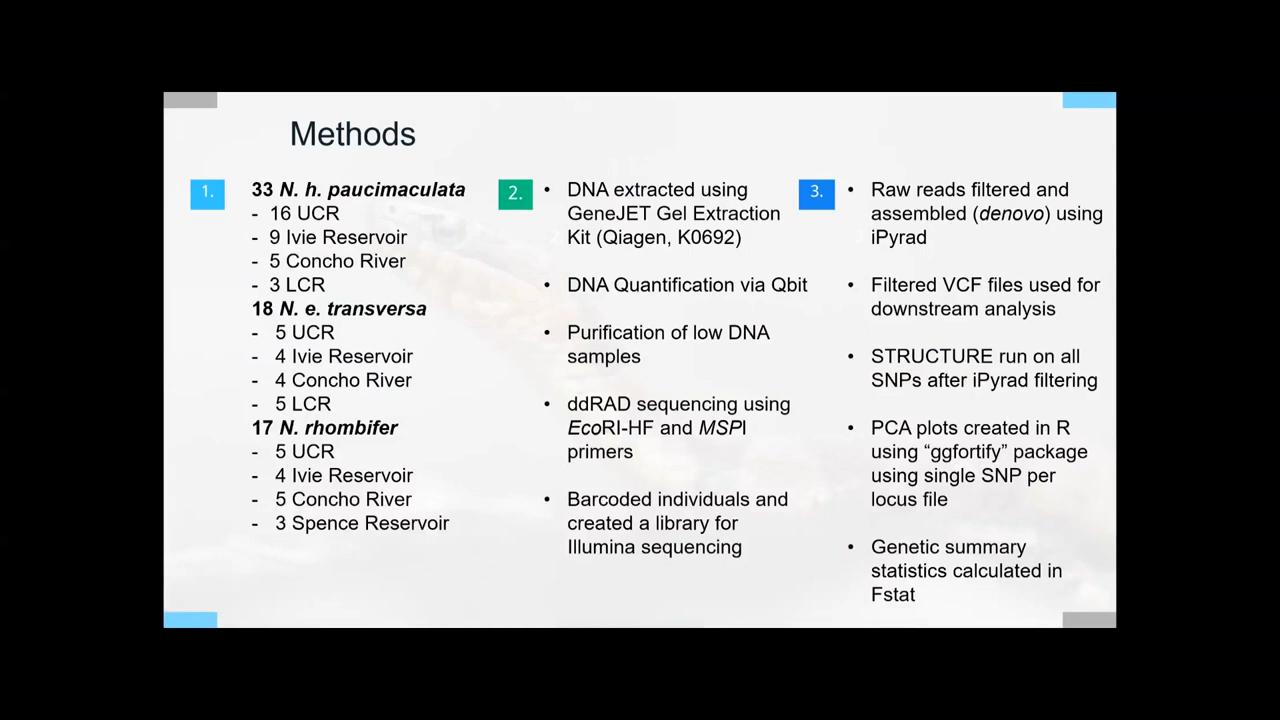 Methods
1.
33 N. h. paucimaculata
- 16 UCR
- 9 Ivie Reservoir
- 5 Concho River
- 3 LCR
18 N. e. transversa
- 5 UCR
- 4 Ivie Reservoir
- 4 Concho River
- 5 LCR
17 N. rhombifer
- 5 UCR
- 4 Ivie Reservoir
- 5 Concho River
- 3 Spence Reservoir
2.
• DNA extracted using
GeneJET Gel Extraction
Kit (Qiagen, K0692)
• DNA Quantification via Qbit
• Purification of low DNA
samples
• ddRAD sequencing using
EcoRI-HF and MSPI
primers
• Barcoded individuals and
created a library for
Illumina sequencing
3.
• Raw reads filtered and
assembled (denovo) using
iPyrad
• Filtered VCF files used for
downstream analysis
• STRUCTURE run on all
SNPs after iPyrad filtering
• PCA plots created in R
using “ggfortify” package
using single SNP per
locus file
• Genetic summary
statistics calculated in
Fstat